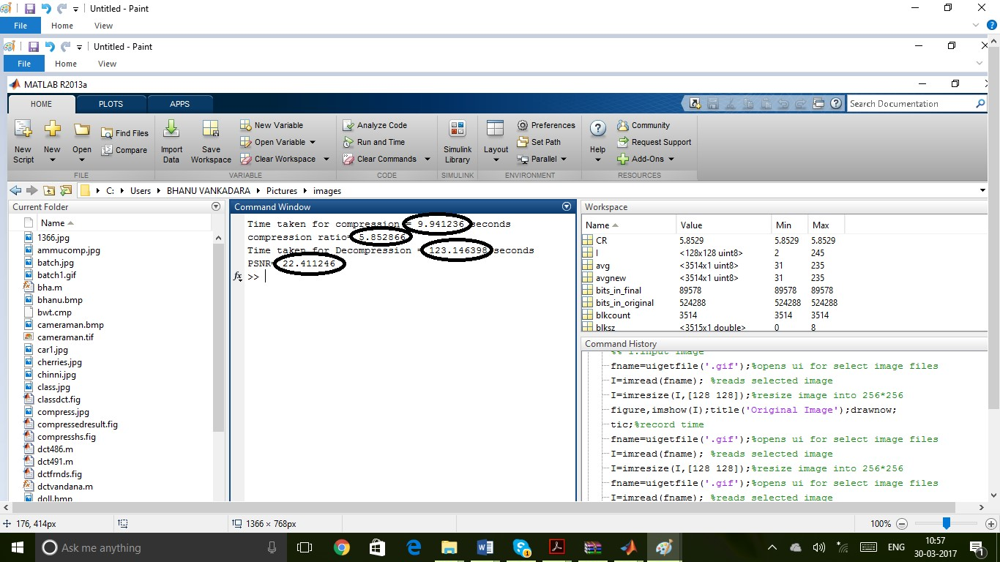 Untitled - Paint
File Home View
Untitled - Paint
File Home View
MATLAB R2013a
HOME PLOTS APPS
Search Documentation
New Script
New
Open
Find Files
Compare
FILE
Import Data
Save Workspace
New Variable
Open Variable
Clear Workspace
VARIABLE
Analyze Code
Run and Time
Clear Commands
CODE
Simulink Library
SIMULINK
Layout
Preferences
Set Path
Parallel
ENVIRONMENT
Help
Community
Request Support
Add-Ons
RESOURCES
C: Users BHANU VANKADARA Pictures images
Current Folder
Name
1366.jpg
ammucomp.jpg
batch.jpg
batch1.gif
bha.m
bhanu.bmp
bwt.cmp
cameraman.bmp
cameraman.tif
car1.jpg
cherries.jpg
chinni.jpg
class.jpg
classdct.fig
compress.jpg
compressedresult.fig
compresshs.fig
dct486.m
dct491.m
dctfrnds.fig
dctvandana.m
doll.bmp
Command Window
Time taken for compression = 9.941236 seconds
compression ratio= 5.852866
Time taken for Decompression = 123.146398 seconds
PSNR= 22.411246
fx >>
Workspace
Name Value Min Max
CR 5.8529 5.8529 5.8529
I <128x128 uint8> 2 245
avg <3514x1 uint8> 31 235
avgnew <3514x1 uint8> 31 235
bits_in_final 89578 89578 89578
bits_in_original 524288 524288 524288
blkcount 3514 3514 3514
blksz <3515x1 double> 0 8
Command History
%% 1.input image
fname=uigetfile('.gif');%opens ui for select image files
I=imread(fname); %reads selected image
I=imresize(I,[128 128]);%resize image into 256*256
figure,imshow(I);title('Original Image');drawnow;
tic;%record time
fname=uigetfile('.gif');%opens ui for select image files
I=imread(fname); %reads selected image
I=imresize(I,[128 128]);%resize image into 256*256
fname=uigetfile('.gif');%opens ui for select image files
I=imread(fname); %reads selected image
176, 414px 1366 × 768px 100%
Ask me anything
ENG
10:57
30-03-2017